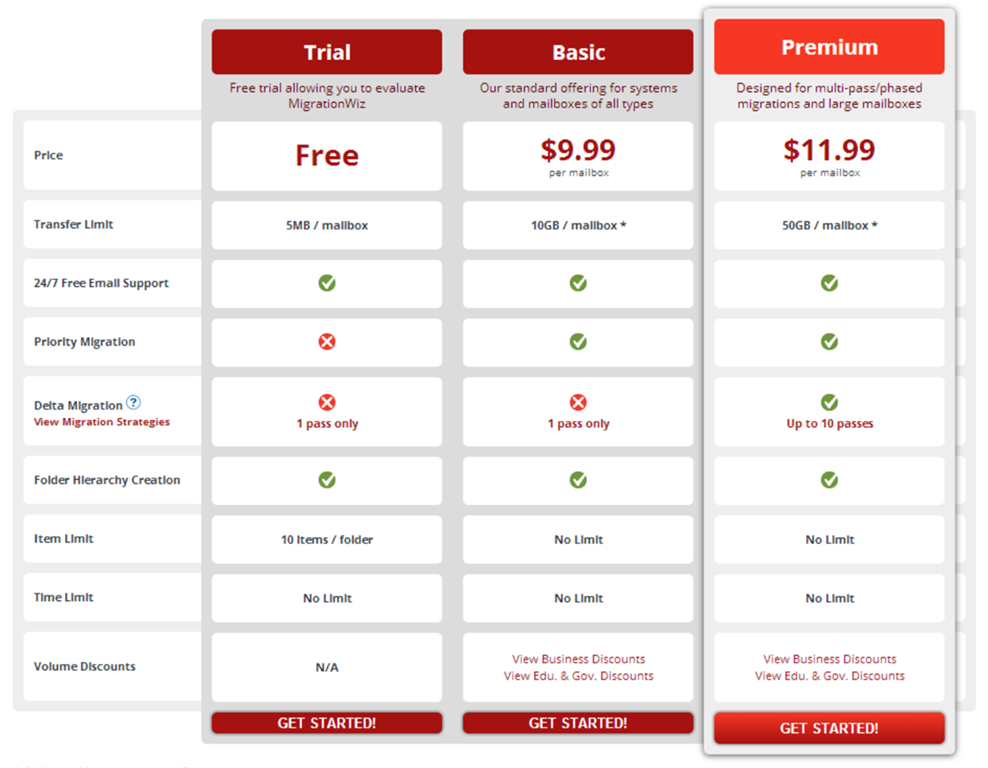 Trial
Basic
Premium
Free trial allowing you to evaluate
MigrationWiz
Our standard offering for systems
and mailboxes of all types
Designed for multi-pass/phased
migrations and large mailboxes
Price
Free
$9.99
per mailbox
$11.99
per mailbox
Transfer Limit
5MB / mailbox
10GB / mailbox *
50GB / mailbox *
24/7 Free Email Support
Priority Migration
Delta Migration ?
View Migration Strategies
1 pass only
1 pass only
Up to 10 passes
Folder Hierarchy Creation
Item Limit
10 Items / folder
No Limit
No Limit
Time Limit
No Limit
No Limit
No Limit
Volume Discounts
N/A
View Business Discounts
View Edu. & Gov. Discounts
View Business Discounts
View Edu. & Gov. Discounts
GET STARTED!
GET STARTED!
GET STARTED!